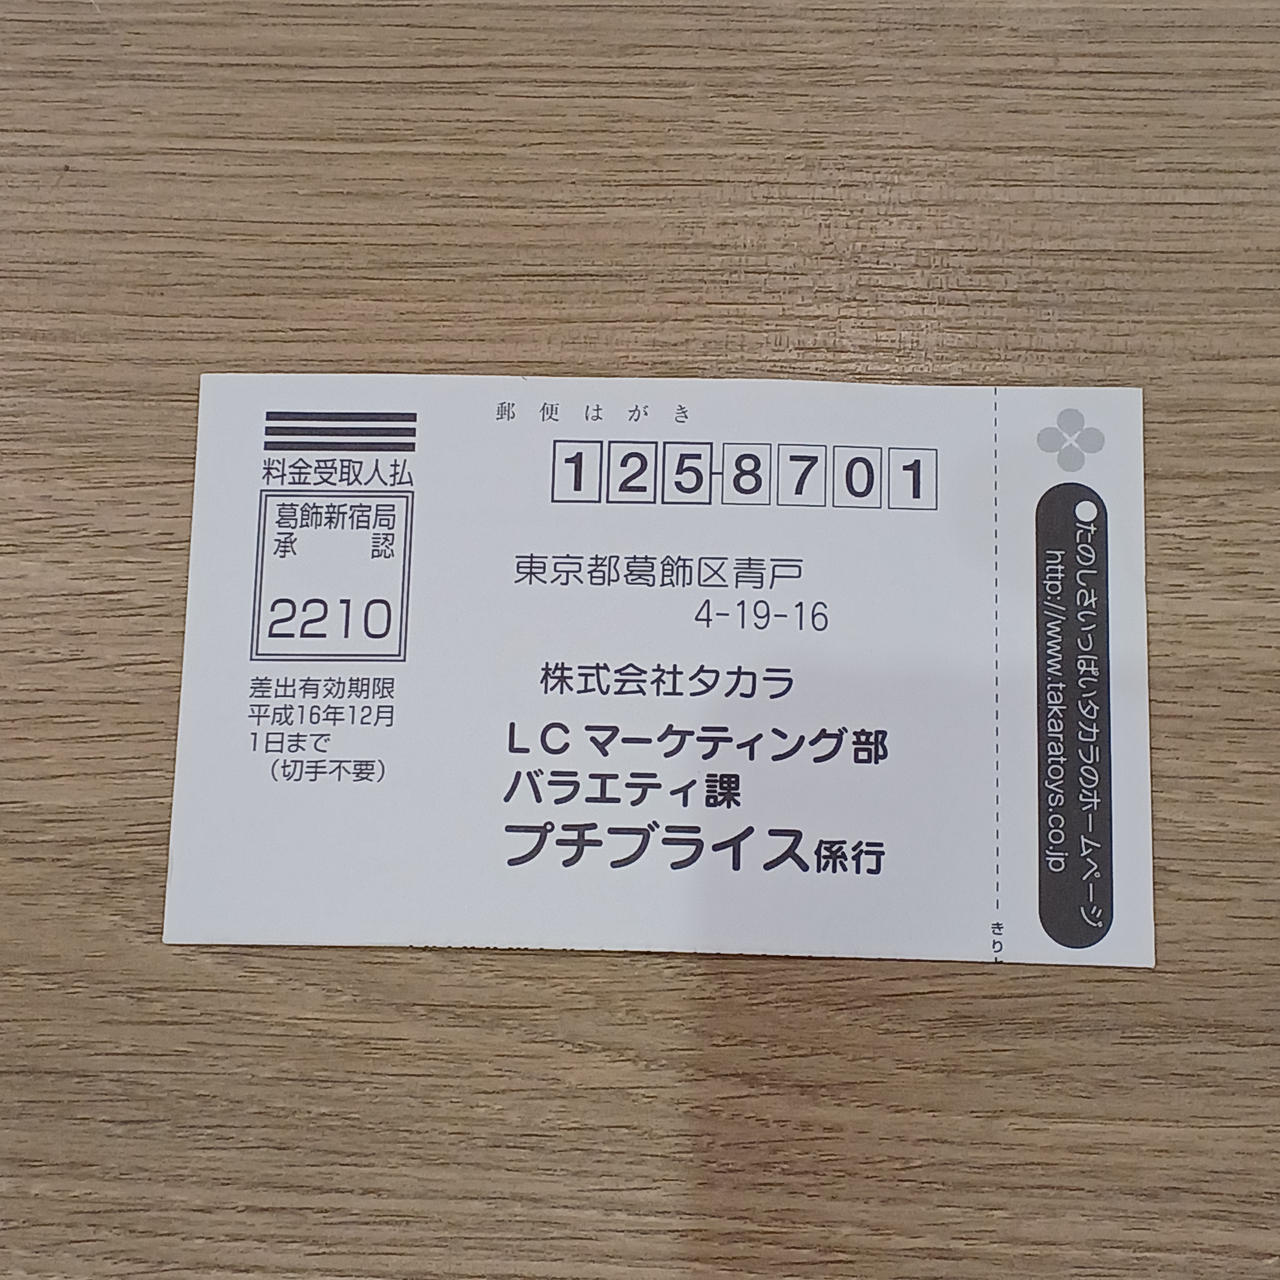 郵便はがき
料金受取人払
葛飾新宿局
承認
2210
差出有効期限
平成16年12月
1日まで
(切手不要)
125-8701
東京都葛飾区青戸
4-19-16
株式会社タカラ
LCマーケティング部
バラエティ課
プチブライス係行
きりと
●たのしさいっぱいタカラのホームページ
http://www.takaratoys.co.jp